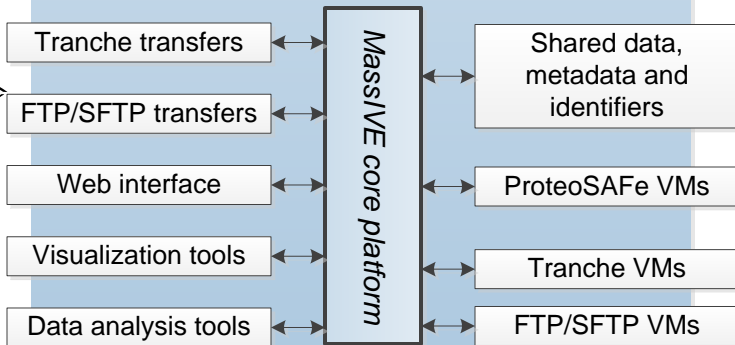 Tranche transfers
FTP/SFTP transfers
Web interface
Visualization tools
Data analysis tools
MassIVE core platform
Shared data,
metadata and
identifiers
ProteoSAFe VMs
Tranche VMs
FTP/SFTP VMs